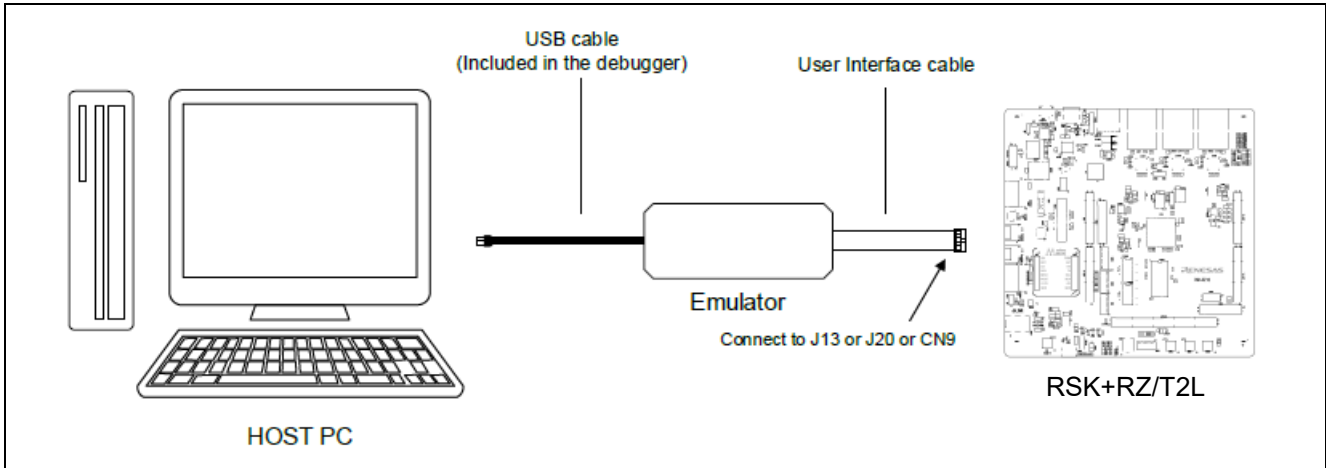 USB cable
(Included in the debugger)
User Interface cable
Emulator
Connect to J13 or J20 or CN9
RENESAS
RSK+RZ/T2L
HOST PC